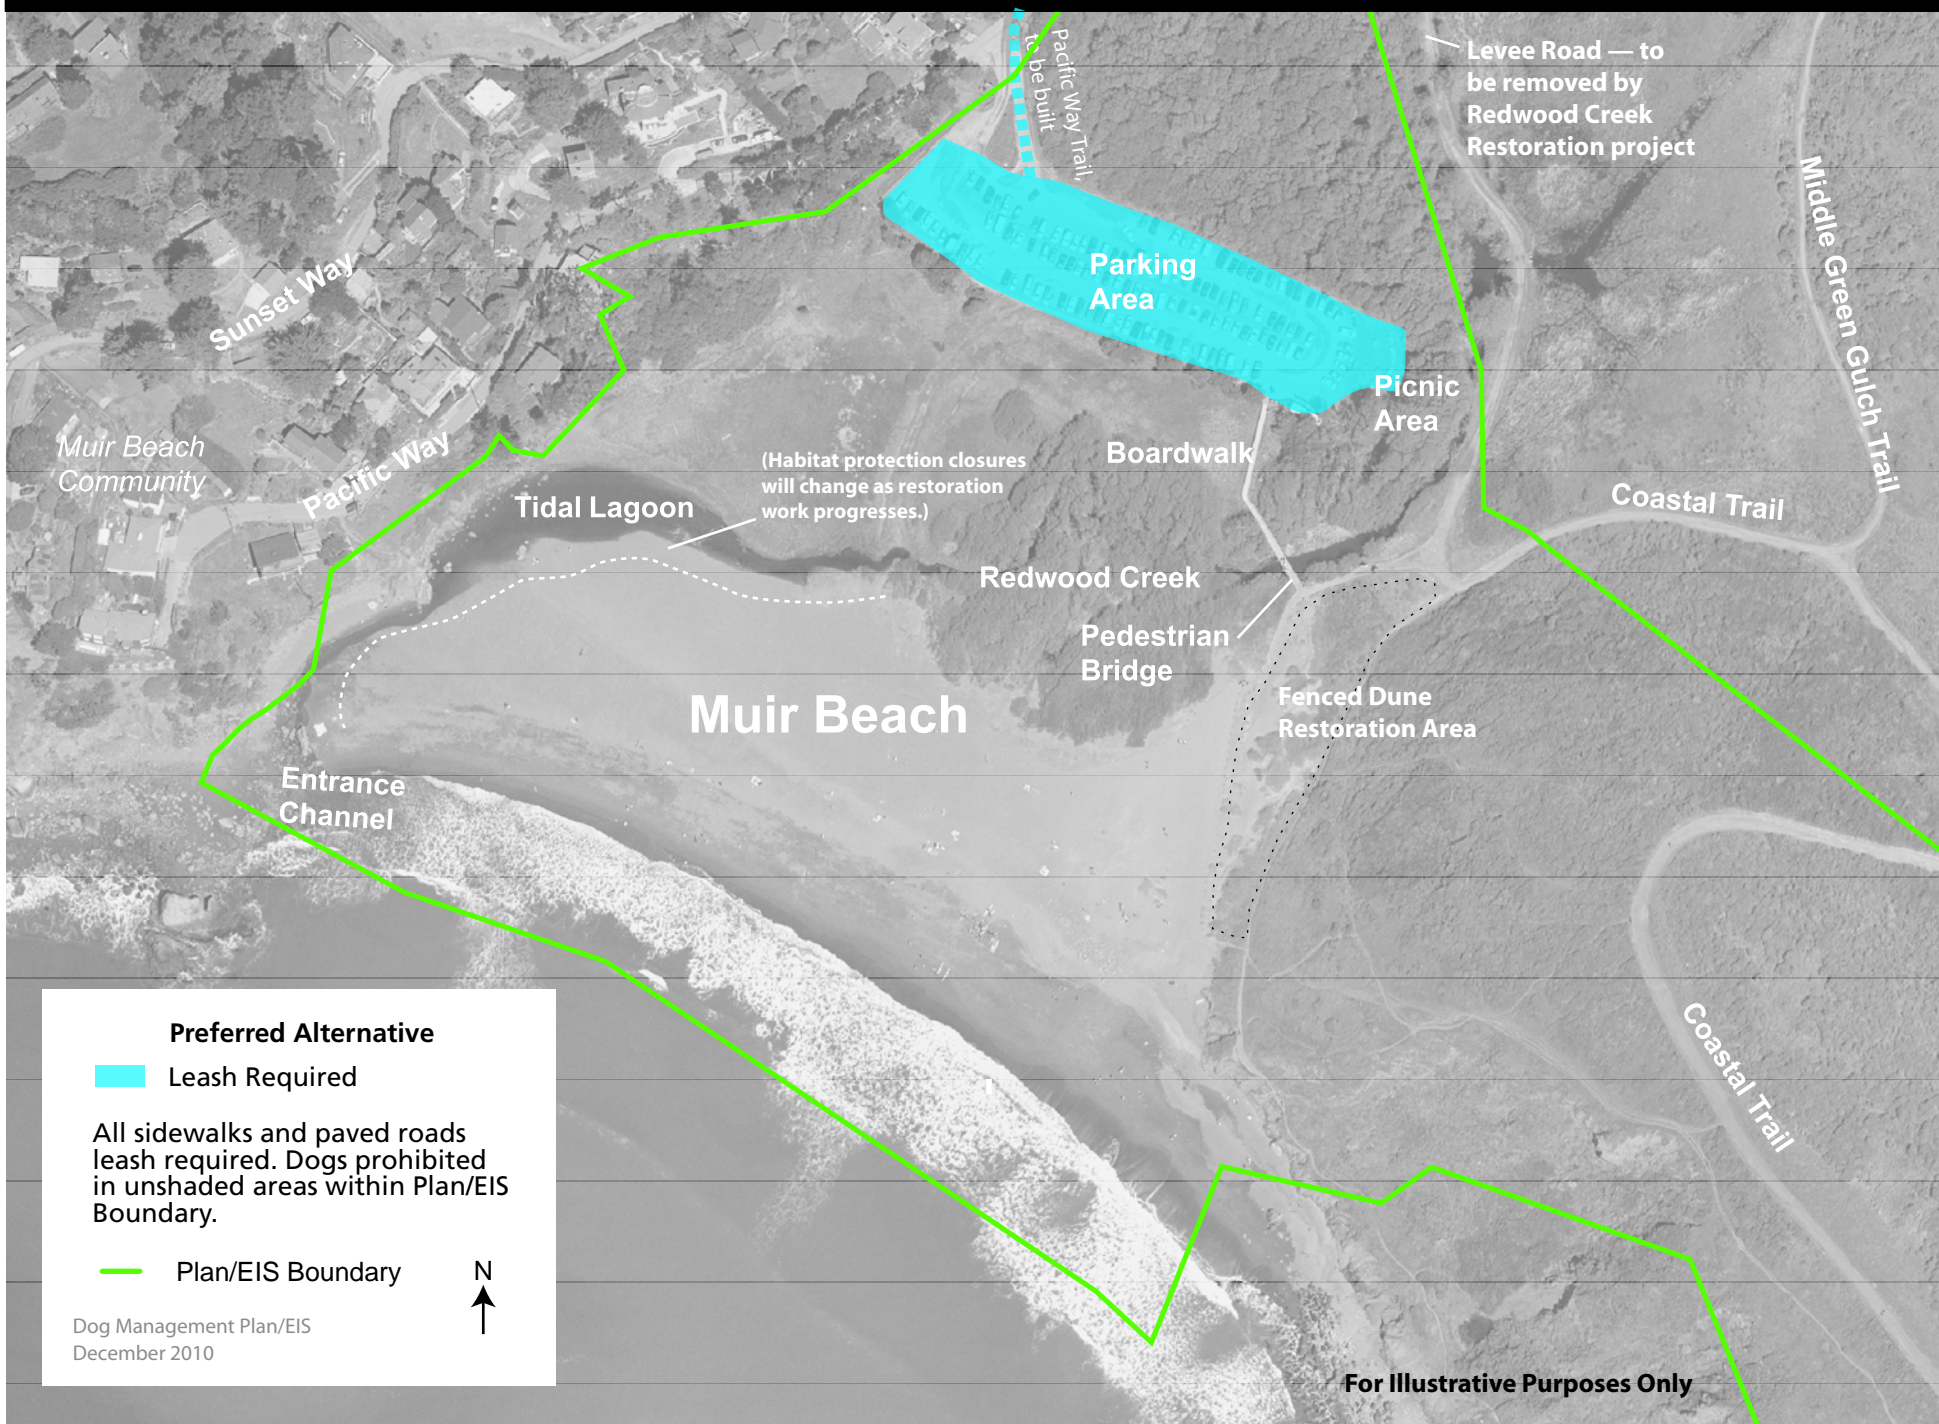 Pacific Way Trail,
to be built
Levee Road — to
be removed by
Redwood Creek
Restoration project
Middle Green Gulch Trail
Sunset Way
Parking
Area
Picnic
Area
Muir Beach
Community
Pacific Way
Boardwalk
(Habitat protection closures
will change as restoration
work progresses.)
Tidal Lagoon
Coastal Trail
Redwood Creek
Pedestrian
Bridge
Fenced Dune
Restoration Area
Muir Beach
Entrance
Channel
Coastal Trail
Preferred Alternative
Leash Required
All sidewalks and paved roads
leash required. Dogs prohibited
in unshaded areas within Plan/EIS
Boundary.
Plan/EIS Boundary
N
Dog Management Plan/EIS
December 2010
For Illustrative Purposes Only